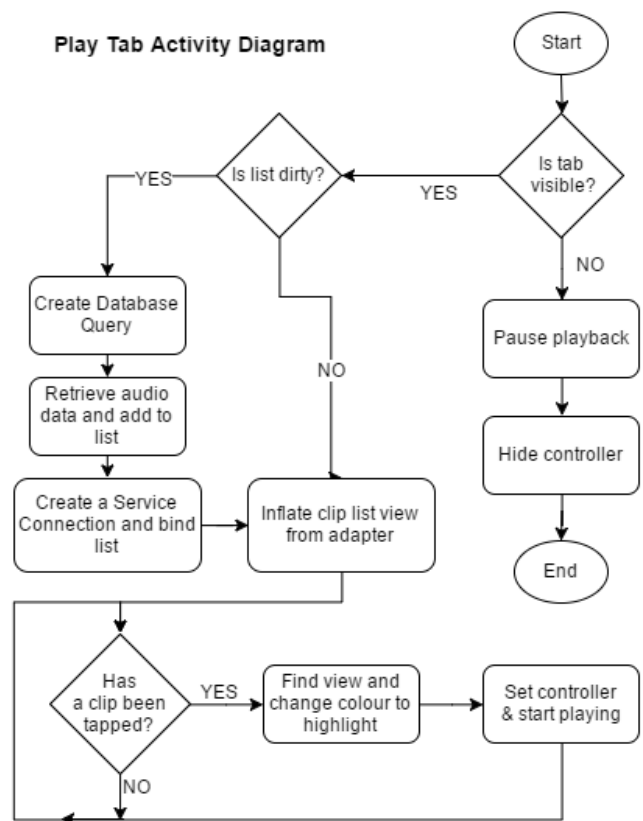 Play Tab Activity Diagram
Start
Is tab
visible?
YES
Is list dirty?
YES
NO
Create Database
Query
Pause playback
NO
Retrieve audio
data and add to
list
Hide controller
Create a Service
Connection and bind
list
Inflate clip list view
from adapter
End
Has
a clip been
tapped?
YES
Find view and
change colour to
highlight
Set controller
& start playing
NO